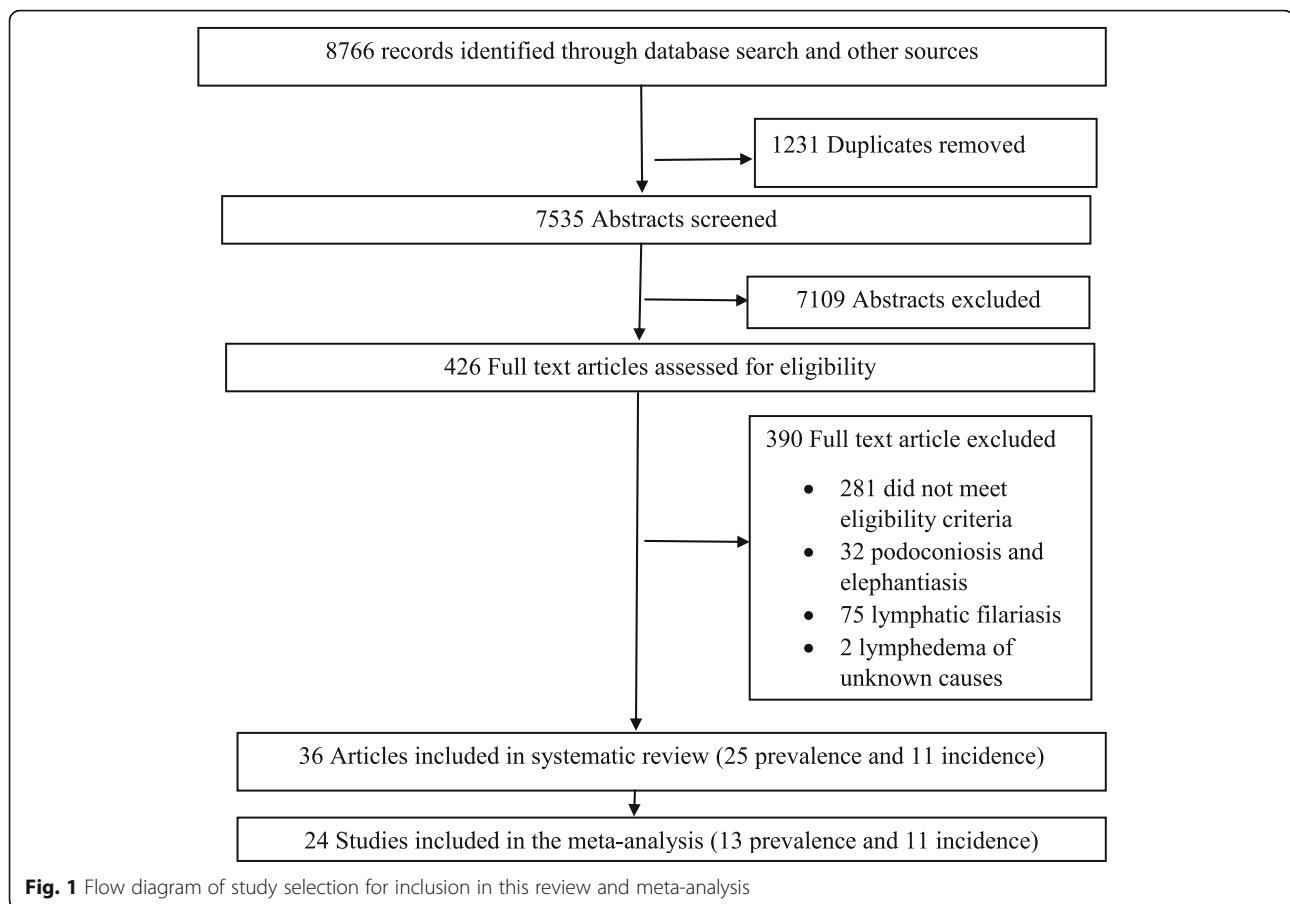 8766 records identified through database search and other sources
1231 Duplicates removed
7535 Abstracts screened
7109 Abstracts excluded
426 Full text articles assessed for eligibility
390 Full text article excluded
• 281 did not meet
eligibility criteria
• 32 podoconiosis and
elephantiasis
• 75 lymphatic filariasis
• 2 lymphedema of
unknown causes
36 Articles included in systematic review (25 prevalence and 11 incidence)
24 Studies included in the meta-analysis (13 prevalence and 11 incidence)
Fig. 1 Flow diagram of study selection for inclusion in this review and meta-analysis